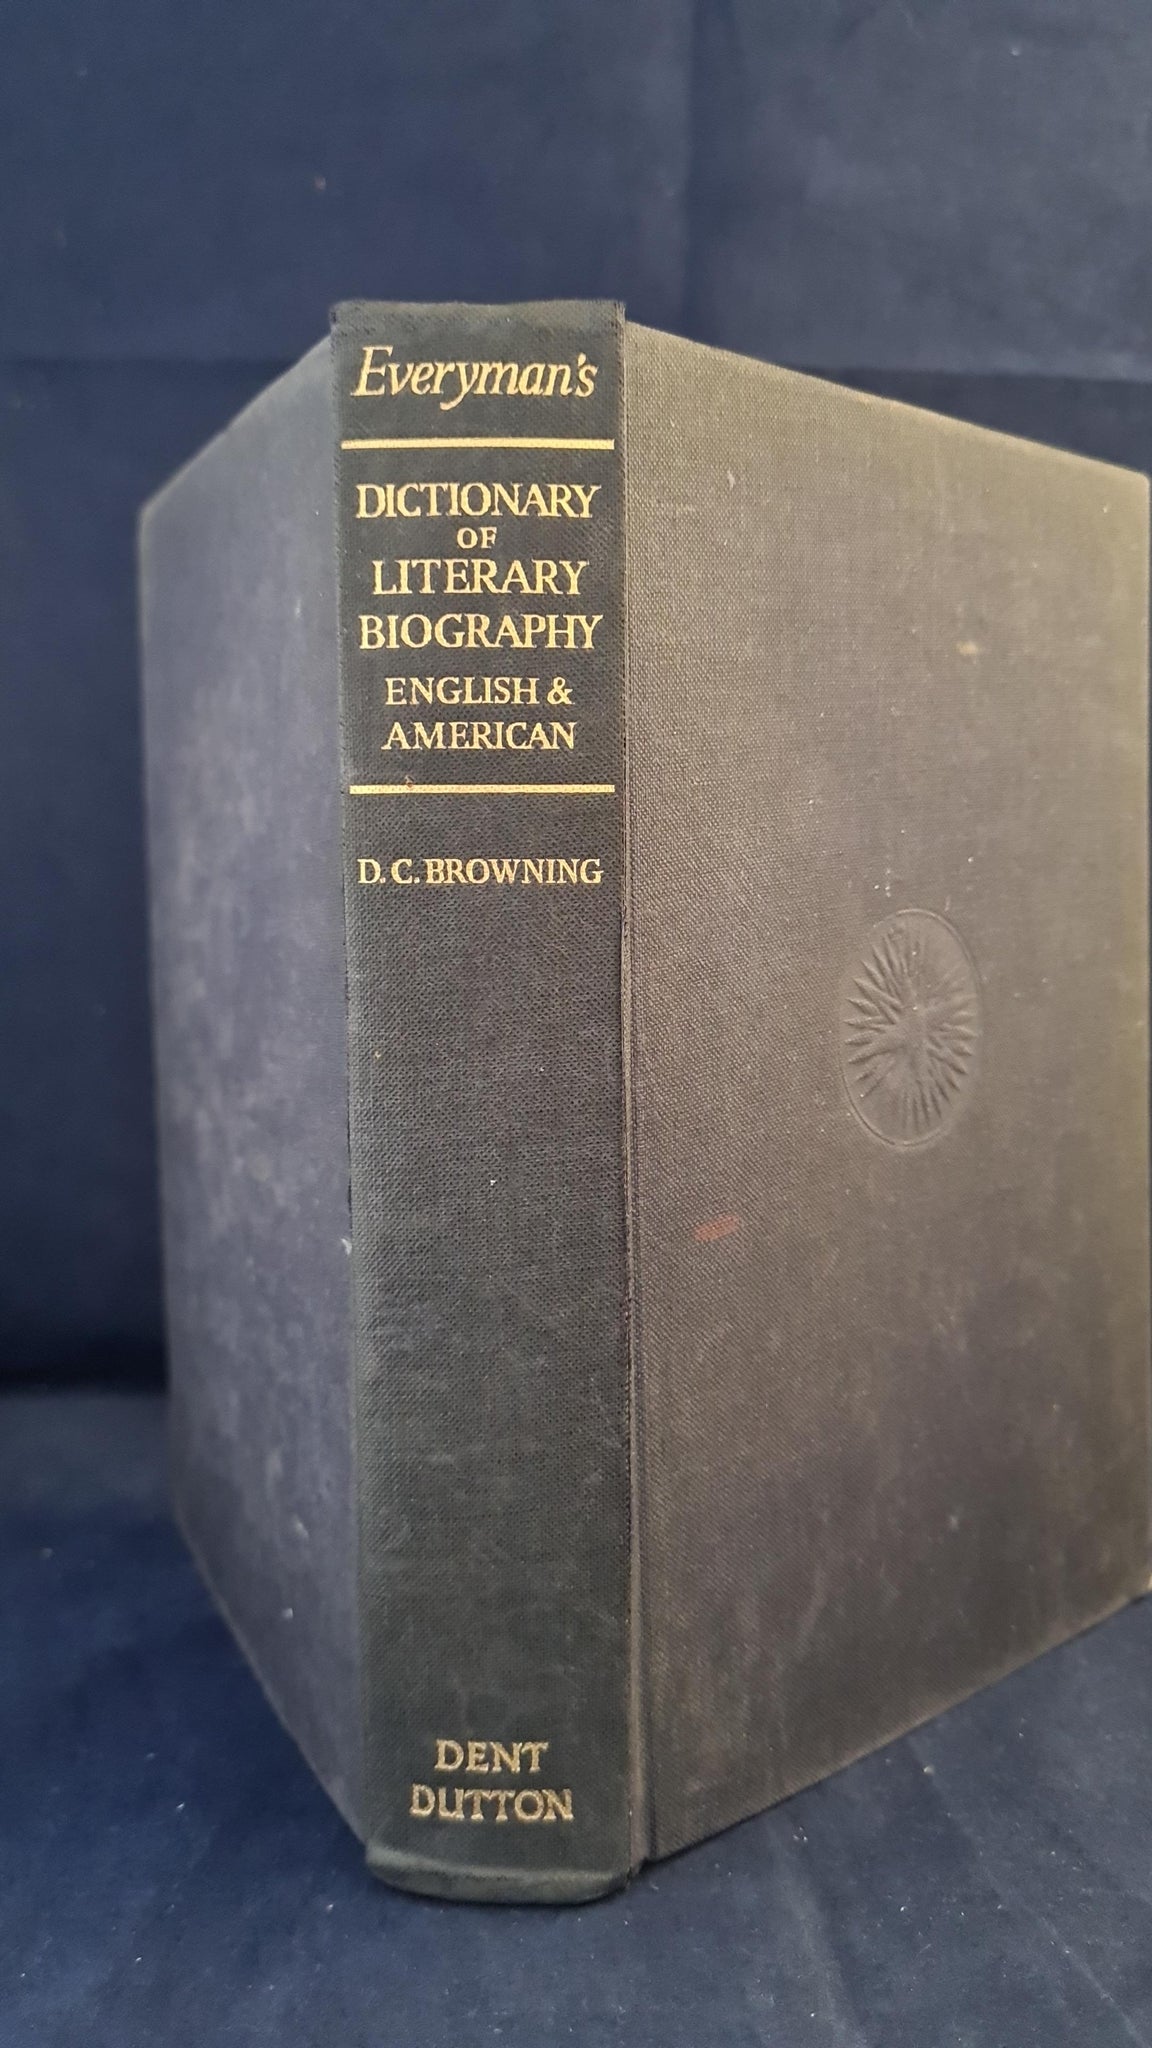 Everyman's
DICTIONARY
OF
LITERARY
BIOGRAPHY
ENGLISH &
AMERICAN
D. C. BROWNING
DENT
DUTTON